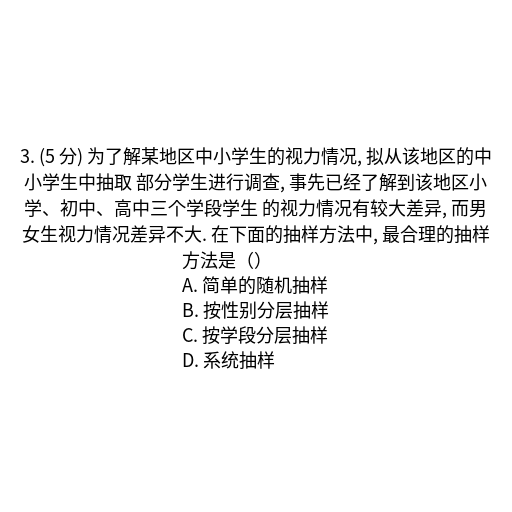 3. (5 分) 为了解某地区中小学生的视力情况, 拟从该地区的中
小学生中抽取 部分学生进行调查, 事先已经了解到该地区小
学、初中、高中三个学段学生 的视力情况有较大差异, 而男
女生视力情况差异不大. 在下面的抽样方法中, 最合理的抽样
方法是（）
A. 简单的随机抽样
B. 按性别分层抽样
C. 按学段分层抽样
D. 系统抽样